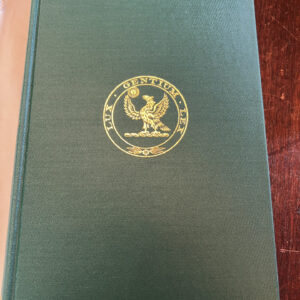 LUX · GENTIUM · LEX